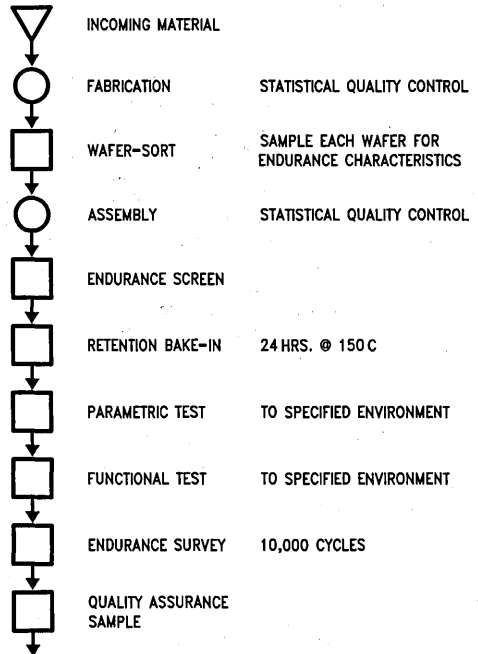 INCOMING MATERIAL
FABRICATION STATISTICAL QUALITY CONTROL
WAFER-SORT SAMPLE EACH WAFER FOR
ENDURANCE CHARACTERISTICS
ASSEMBLY STATISTICAL QUALITY CONTROL
ENDURANCE SCREEN
RETENTION BAKE-IN 24 HRS. @ 150 C
PARAMETRIC TEST TO SPECIFIED ENVIRONMENT
FUNCTIONAL TEST TO SPECIFIED ENVIRONMENT
ENDURANCE SURVEY 10,000 CYCLES
QUALITY ASSURANCE
SAMPLE